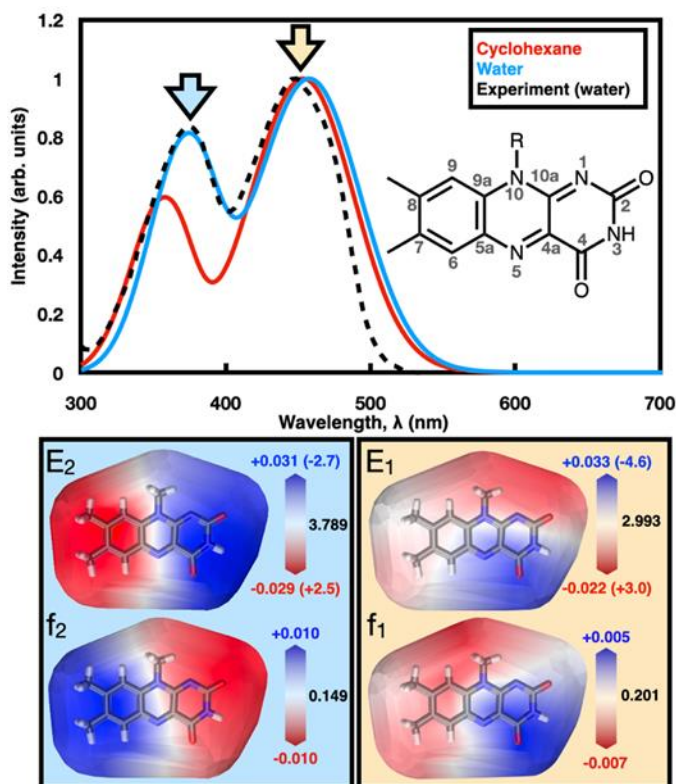 1.2
1
0.8
0.6
0.4
0.2
0
Intensity (arb. units)
300
400
500
600
700
Wavelength, λ (nm)
Cyclohexane
Water
Experiment (water)
R
9
9a
10
10a
1
O
8
N
N
2
7
6
5a
N
5
4a
4
NH
3
O
E2
+0.031 (-2.7)
3.789
-0.029 (+2.5)
f2
+0.010
0.149
-0.010
E1
+0.033 (-4.6)
2.993
-0.022 (+3.0)
f1
+0.005
0.201
-0.007